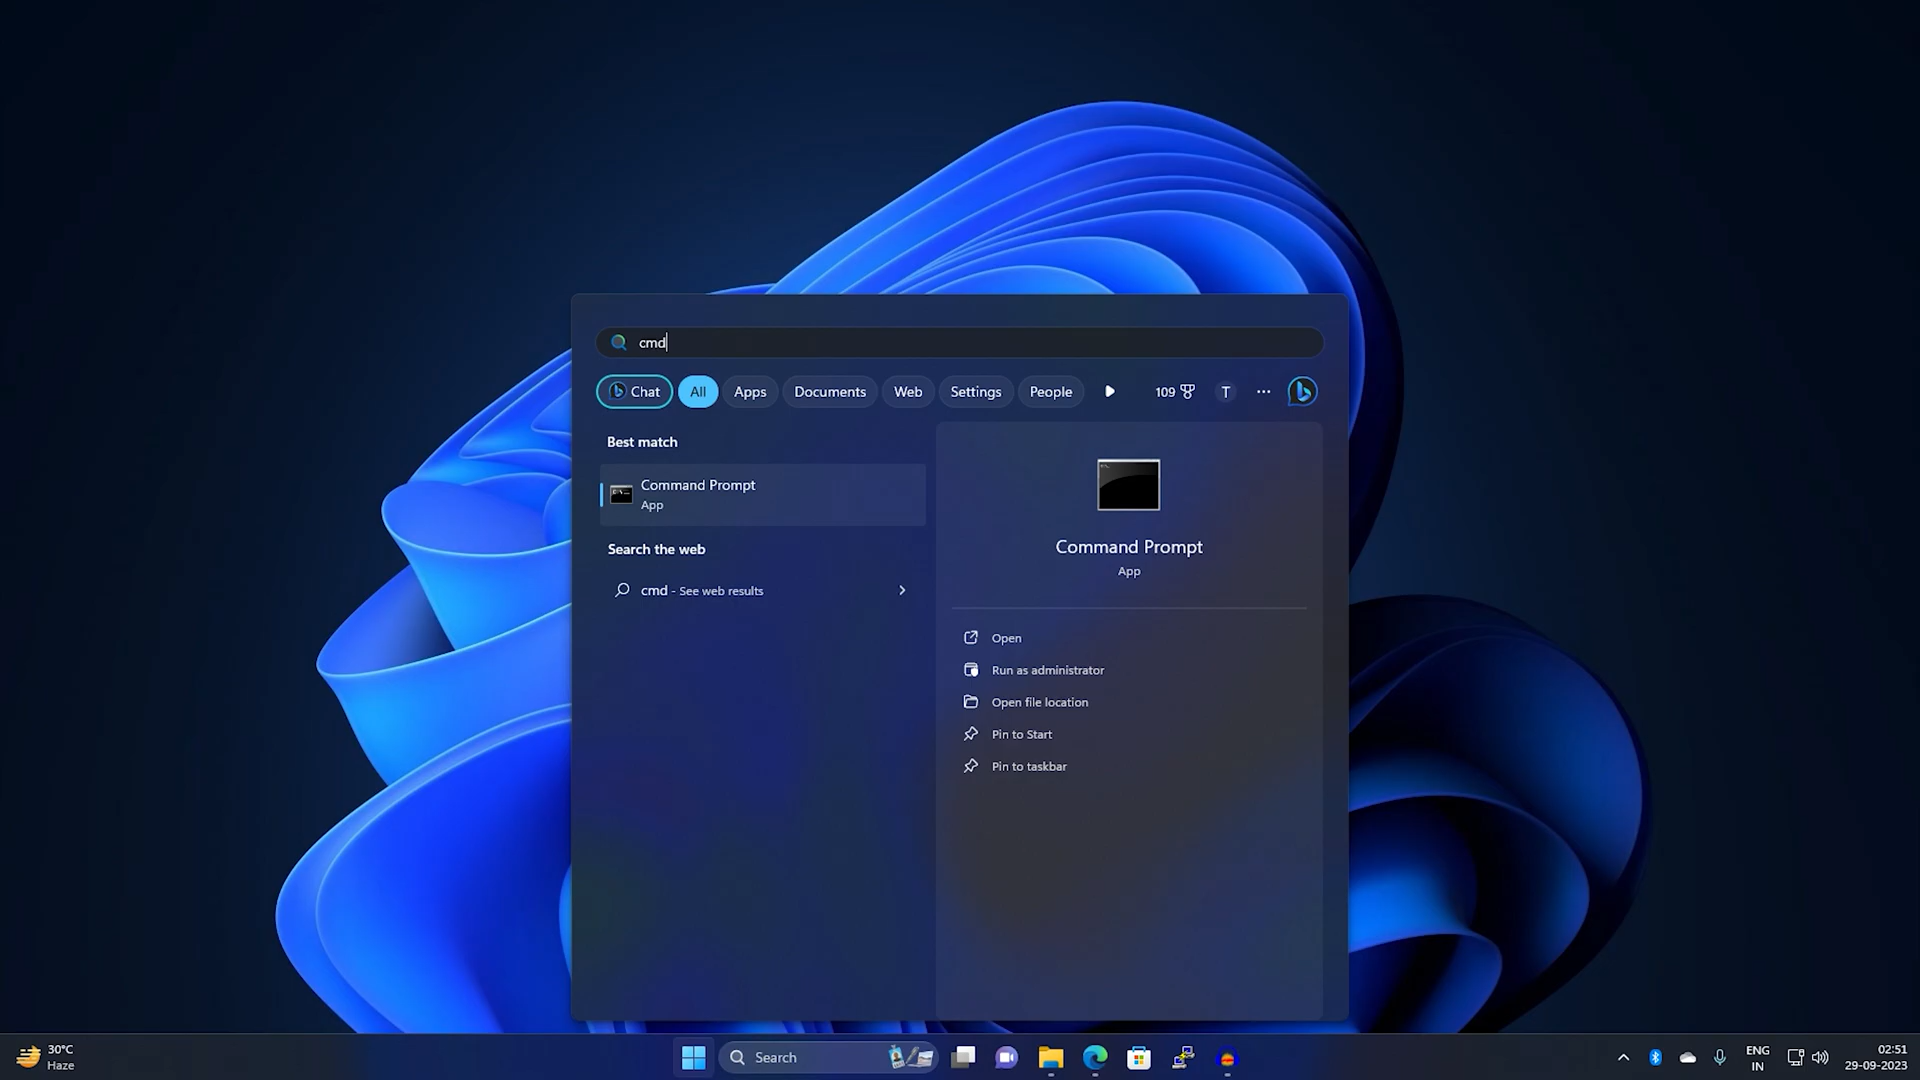 cmd
Chat
All
Apps
Documents
Web
Settings
People
109
T
Best match
Command Prompt
App
Search the web
cmd - See web results
Command Prompt
App
Open
Run as administrator
Open file location
Pin to Start
Pin to taskbar
30°C
Haze
Search
ENG
IN
02:51
29-09-2023